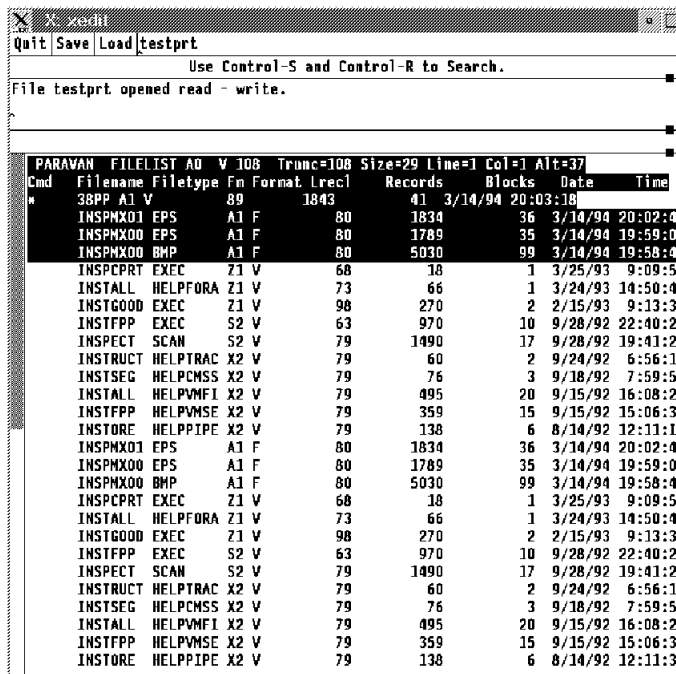 X: xedit
Quit Save Load testprt
Use Control-S and Control-R to Search.
File testprt opened read - write.
PARAVAN FILELIST A0 V 108 Trunc=108 Size=29 Line=1 Col=1 Alt=37
Cmd Filename Filetype Fm Format Lrecl Records Blocks Date Time
* 38PP A1 V 89 1843 41 3/14/94 20:03:18
INSPMX01 EPS A1 F 80 1834 36 3/14/94 20:02:4
INSPMX00 EPS A1 F 80 1789 35 3/14/94 19:59:0
INSPMX00 BMP A1 F 80 5030 99 3/14/94 19:58:4
INSPCPRT EXEC Z1 V 68 18 1 3/25/93 9:09:5
INSTALL HELPFORA Z1 V 73 66 1 3/24/93 14:50:4
INSTGOOD EXEC Z1 V 98 270 2 2/15/93 9:13:3
INSTFPP EXEC S2 V 63 970 10 9/28/92 22:40:2
INSPECT SCAN S2 V 79 1490 17 9/28/92 19:41:2
INSTRUCT HELPTRAC X2 V 79 60 2 9/24/92 6:56:1
INSTSEG HELPCMSS X2 V 79 76 3 9/18/92 7:59:5
INSTALL HELPVMFI X2 V 79 495 20 9/15/92 16:08:2
INSTFPP HELPVMSE X2 V 79 359 15 9/15/92 15:06:3
INSTORE HELPPIPE X2 V 79 138 6 8/14/92 12:11:1
INSPMX01 EPS A1 F 80 1834 36 3/14/94 20:02:4
INSPMX00 EPS A1 F 80 1789 35 3/14/94 19:59:0
INSPMX00 BMP A1 F 80 5030 99 3/14/94 19:58:4
INSPCPRT EXEC Z1 V 68 18 1 3/25/93 9:09:5
INSTALL HELPFORA Z1 V 73 66 1 3/24/93 14:50:4
INSTGOOD EXEC Z1 V 98 270 2 2/15/93 9:13:3
INSTFPP EXEC S2 V 63 970 10 9/28/92 22:40:2
INSPECT SCAN S2 V 79 1490 17 9/28/92 19:41:2
INSTRUCT HELPTRAC X2 V 79 60 2 9/24/92 6:56:1
INSTSEG HELPCMSS X2 V 79 76 3 9/18/92 7:59:5
INSTALL HELPVMFI X2 V 79 495 20 9/15/92 16:08:2
INSTFPP HELPVMSE X2 V 79 359 15 9/15/92 15:06:3
INSTORE HELPPIPE X2 V 79 138 6 8/14/92 12:11:3